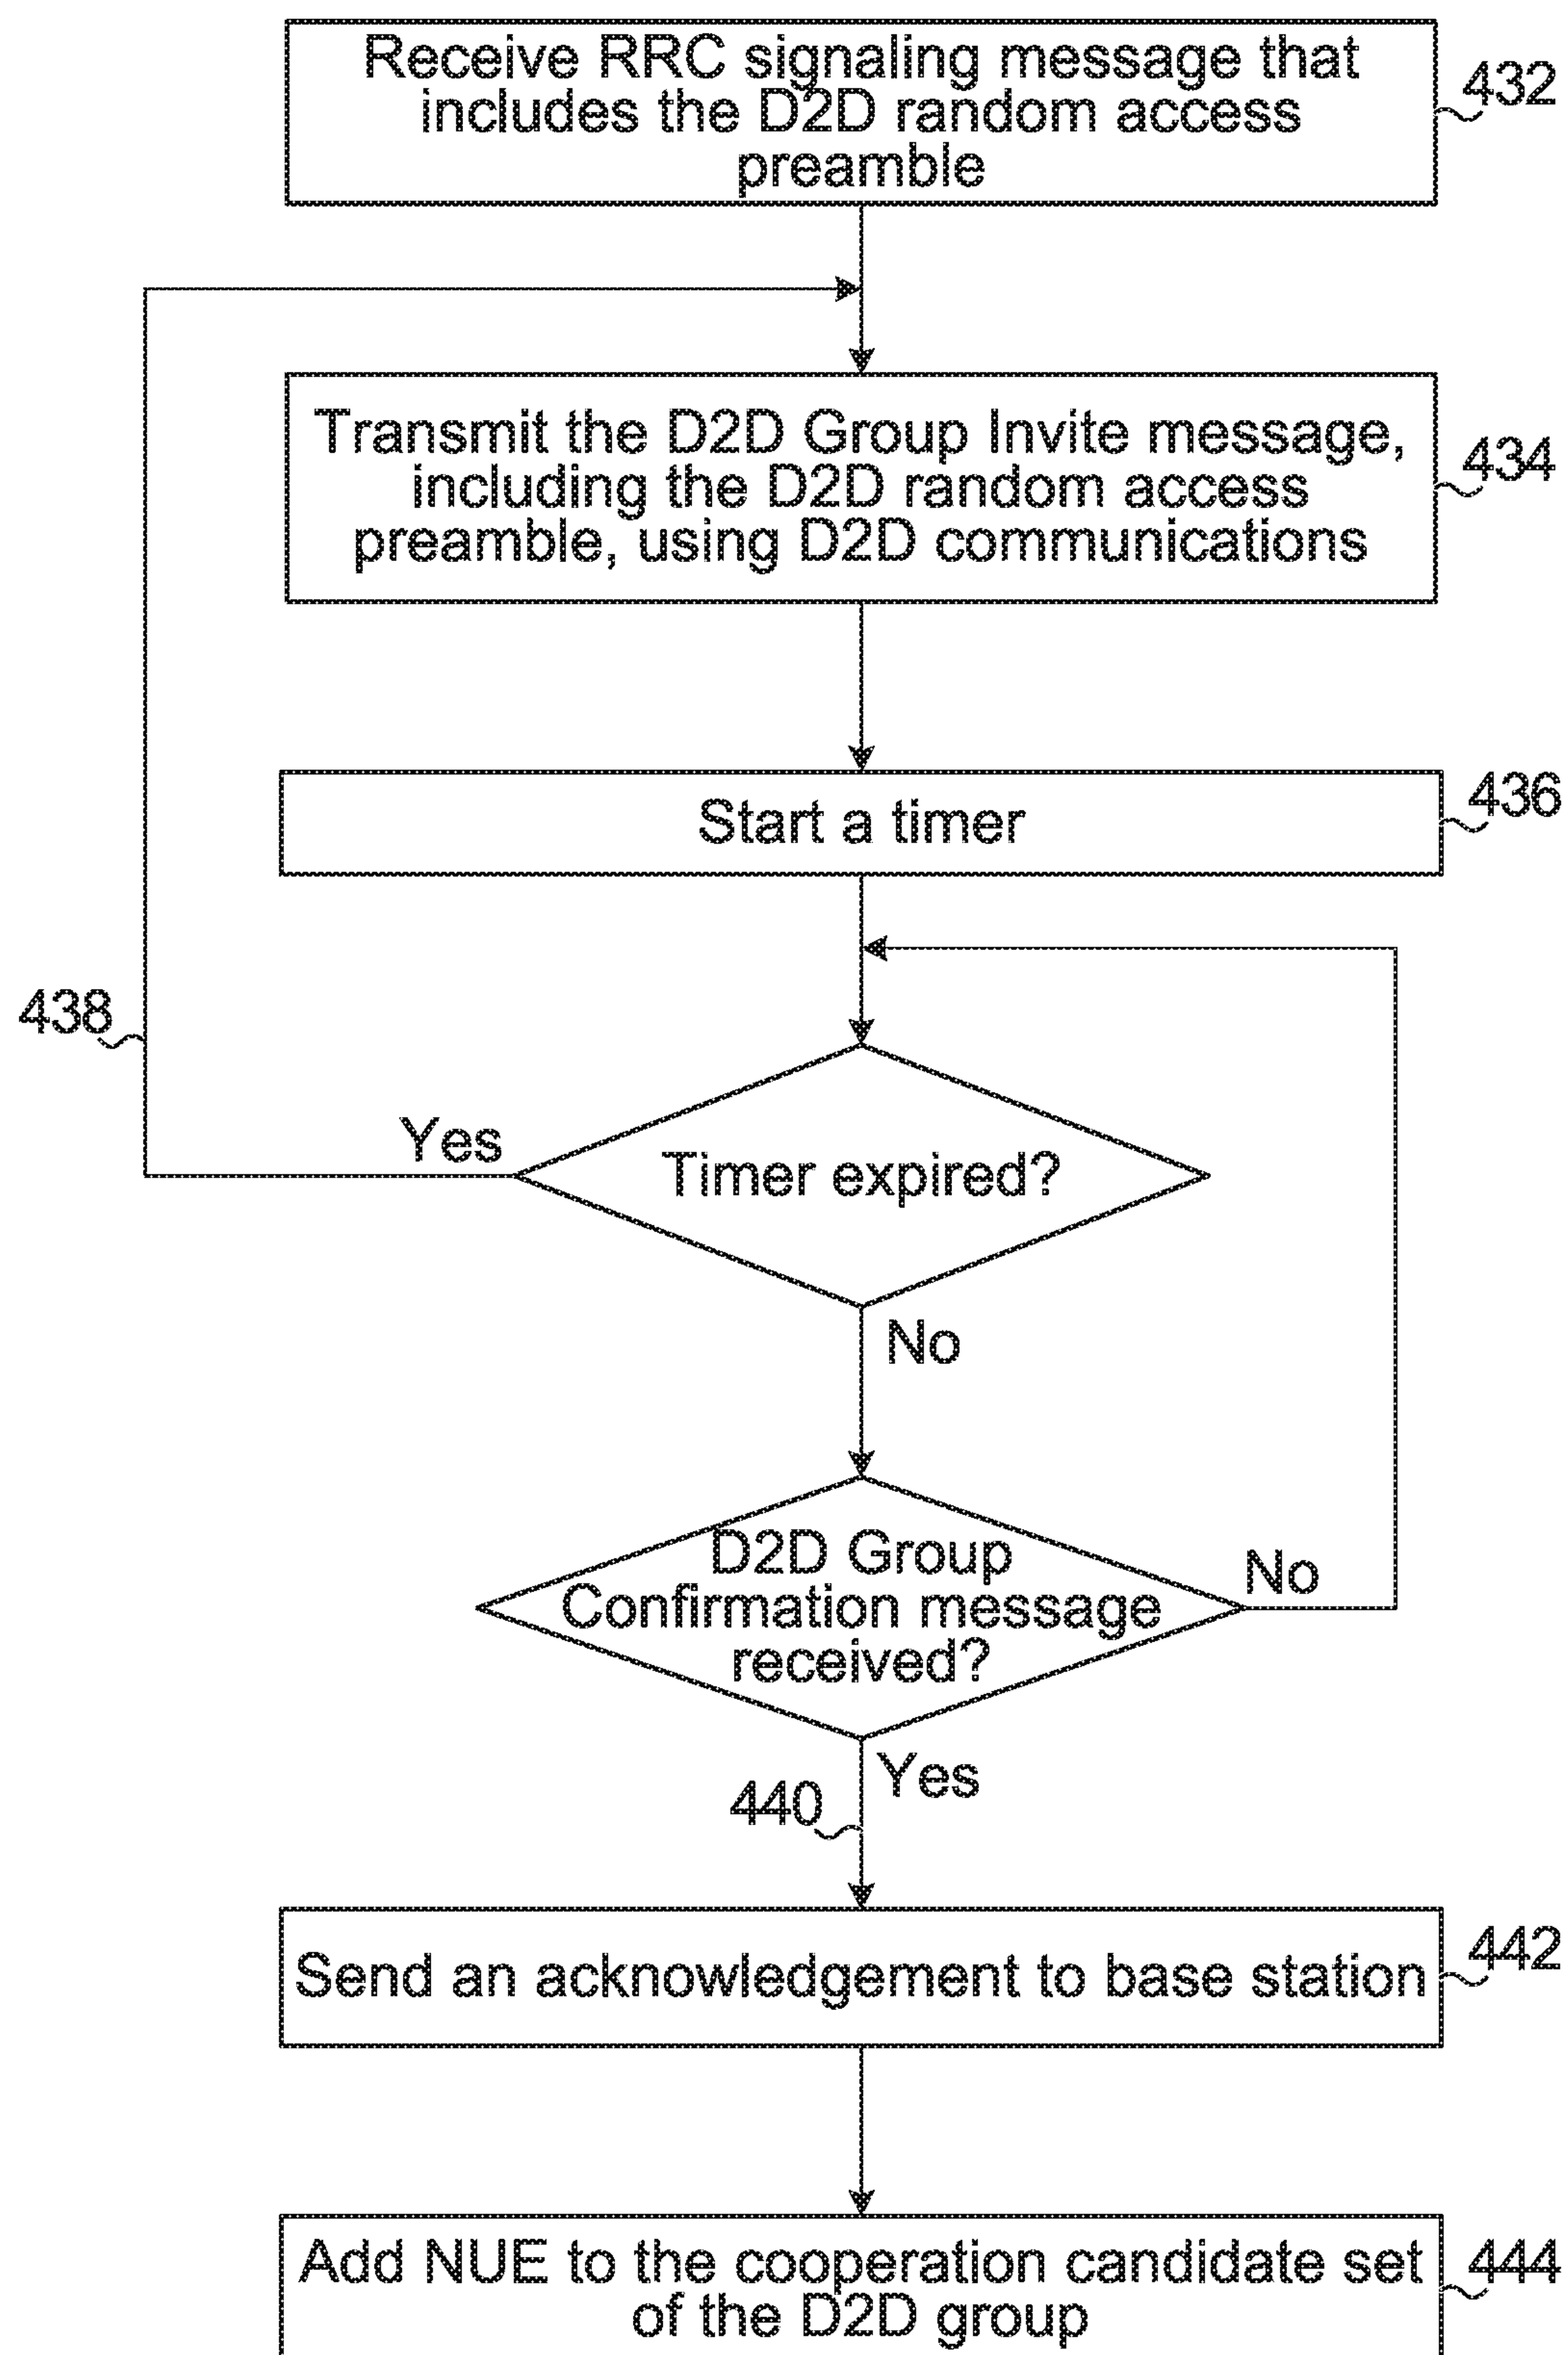 Receive RRC signaling message that
includes the D2D random access
preamble
432
Transmit the D2D Group Invite message,
including the D2D random access
preamble, using D2D communications
434
Start a timer
436
438
Yes
Timer expired?
No
D2D Group
Confirmation message
received?
No
Yes
440
Send an acknowledgement to base station
442
Add NUE to the cooperation candidate set
of the D2D group
444